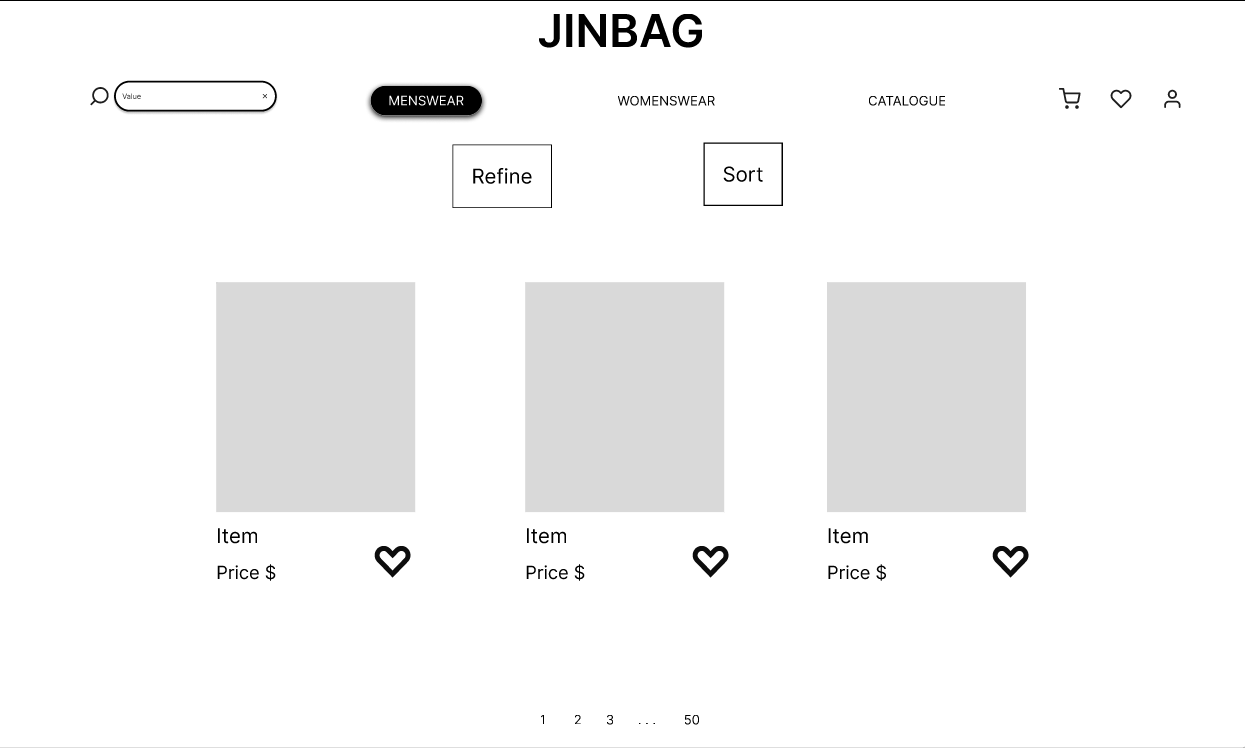 JINBAG
Value
MENSWEAR
WOMENSWEAR
CATALOGUE
Refine
Sort
Item
Price $
Item
Price $
Item
Price $
1 2 3 ... 50